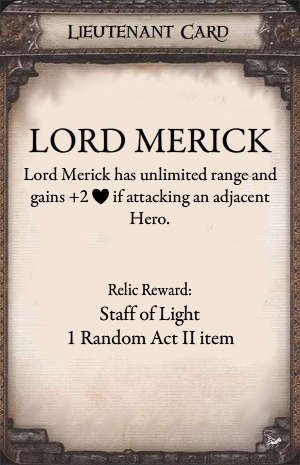 Lieutenant Card
LORD MERICK
Lord Merick has unlimited range and
gains +2 ♥ if attacking an adjacent
Hero.
Relic Reward:
Staff of Light
1 Random Act II item